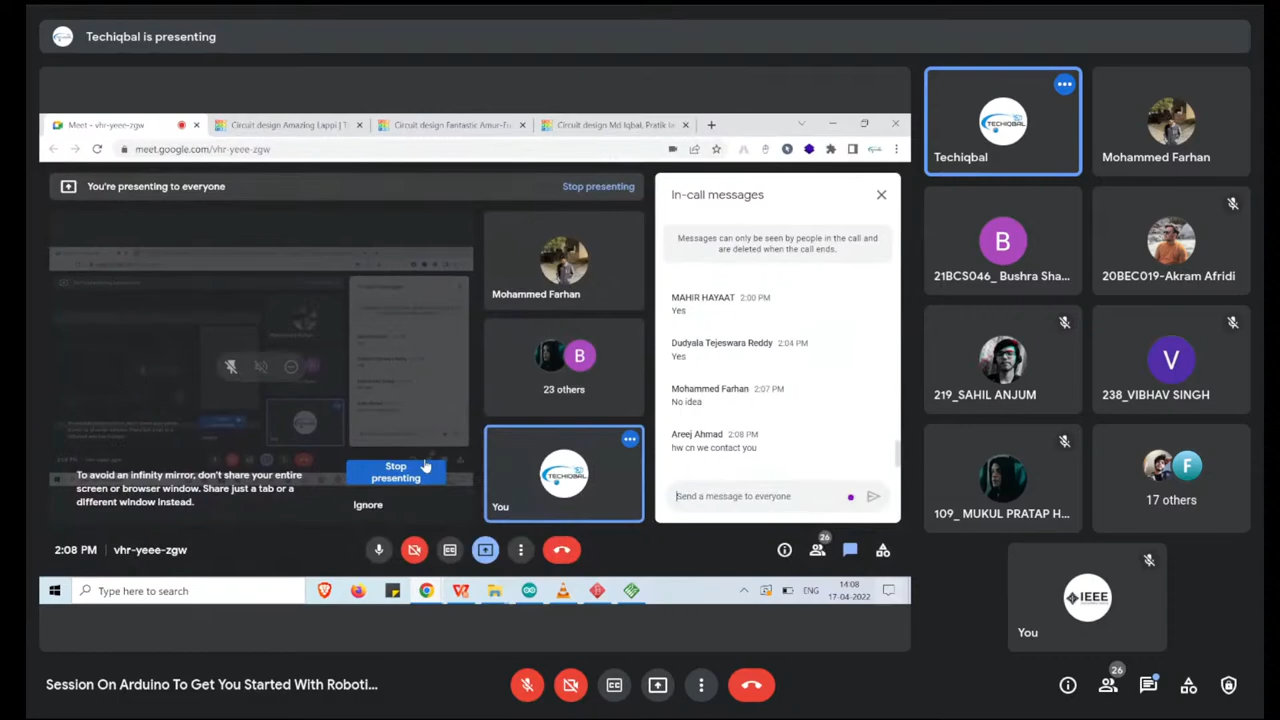 Techiqbal is presenting
Meet - vhr-yeee-zgw
Circuit design Amazing Lappi | T
Circuit design Fantastic Amur-Fu
Circuit design Md Iqbal, Pratik
meet.google.com/vhr-yeee-zgw
You're presenting to everyone
Stop presenting
Mohammed Farhan
B
23 others
TECHIQBAL
You
To avoid an infinity mirror, don't share your entire
screen or browser window. Share just a tab or a
different window instead.
Stop
presenting
Ignore
In-call messages
Messages can only be seen by people in the call and
are deleted when the call ends.
MAHIR HAYAAT 2:00 PM
Yes
Dudyala Tejeswara Reddy 2:04 PM
Yes
Mohammed Farhan 2:07 PM
No idea
Areej Ahmad 2:08 PM
hw cn we contact you
Send a message to everyone
2:08 PM vhr-yeee-zgw
26
Type here to search
ENG
14:08
17-04-2022
TECHIQBAL
Techiqbal
Mohammed Farhan
B
21BCS046_ Bushra Sha...
20BEC019-Akram Afridi
219_SAHIL ANJUM
V
238_VIBHAV SINGH
109_ MUKUL PRATAP H...
F
17 others
IEEE
You
Session On Arduino To Get You Started With Roboti...
26